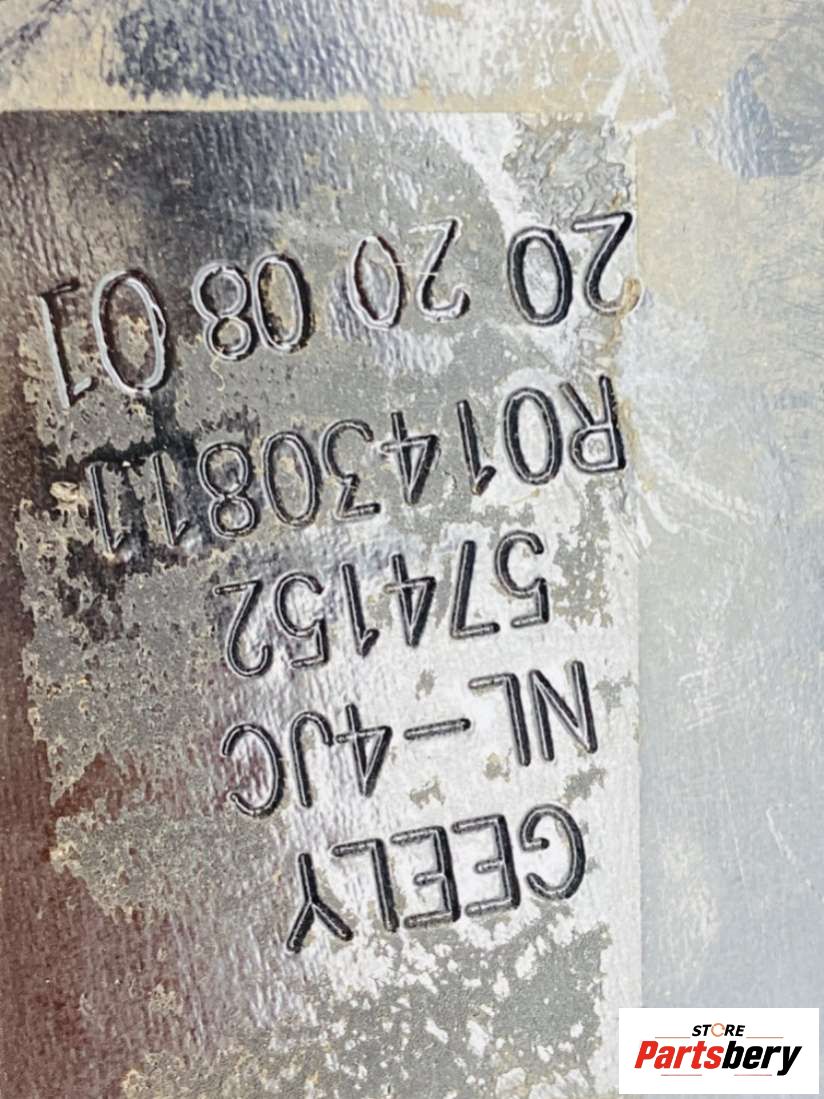 GEELY
NL-4JC
574152
R01430811
20 20 08 01
STORE
Partsbery